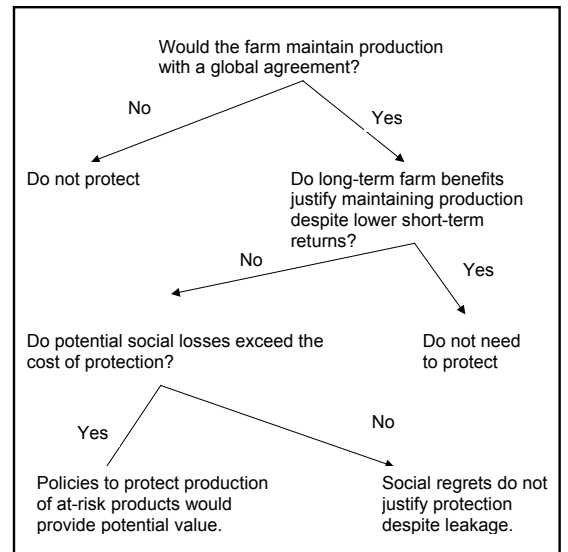 Would the farm maintain production
with a global agreement?
No
Yes
Do not protect
Do long-term farm benefits
justify maintaining production
despite lower short-term
returns?
No
Yes
Do potential social losses exceed the
cost of protection?
Do not need
to protect
Yes
No
Policies to protect production
of at-risk products would
provide potential value.
Social regrets do not
justify protection
despite leakage.